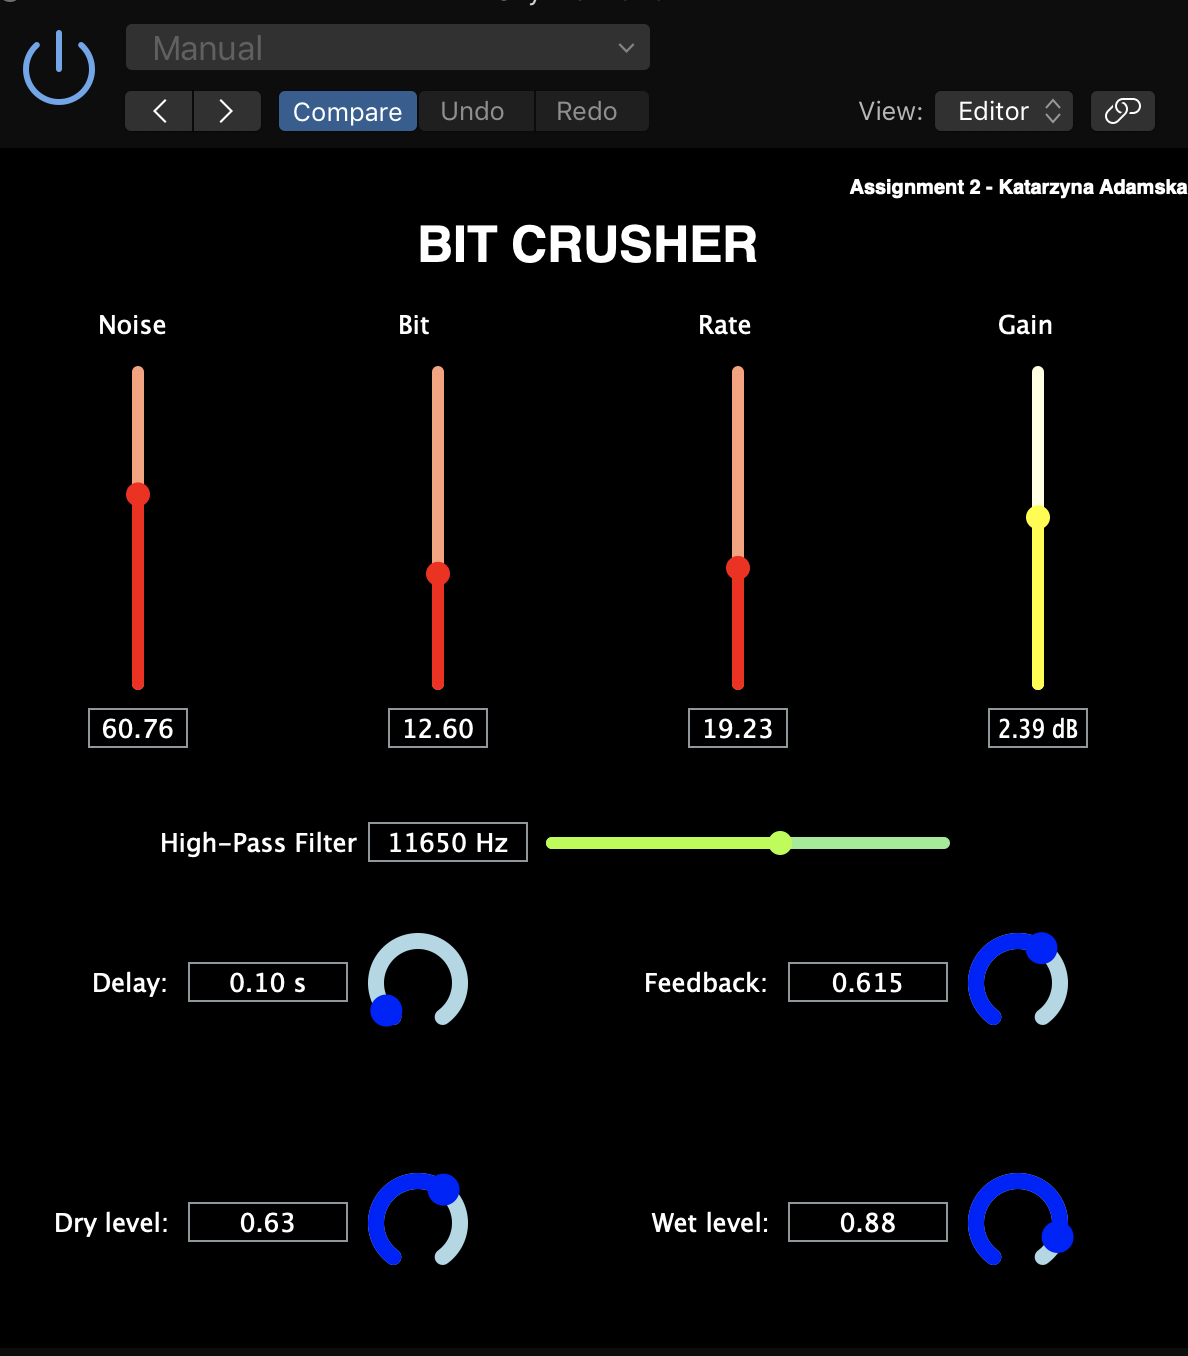 Manual
Compare Undo Redo View: Editor
Assignment 2 - Katarzyna Adamska
BIT CRUSHER
Noise Bit Rate Gain
60.76 12.60 19.23 2.39 dB
High-Pass Filter 11650 Hz
Delay: 0.10 s Feedback: 0.615
Dry level: 0.63 Wet level: 0.88